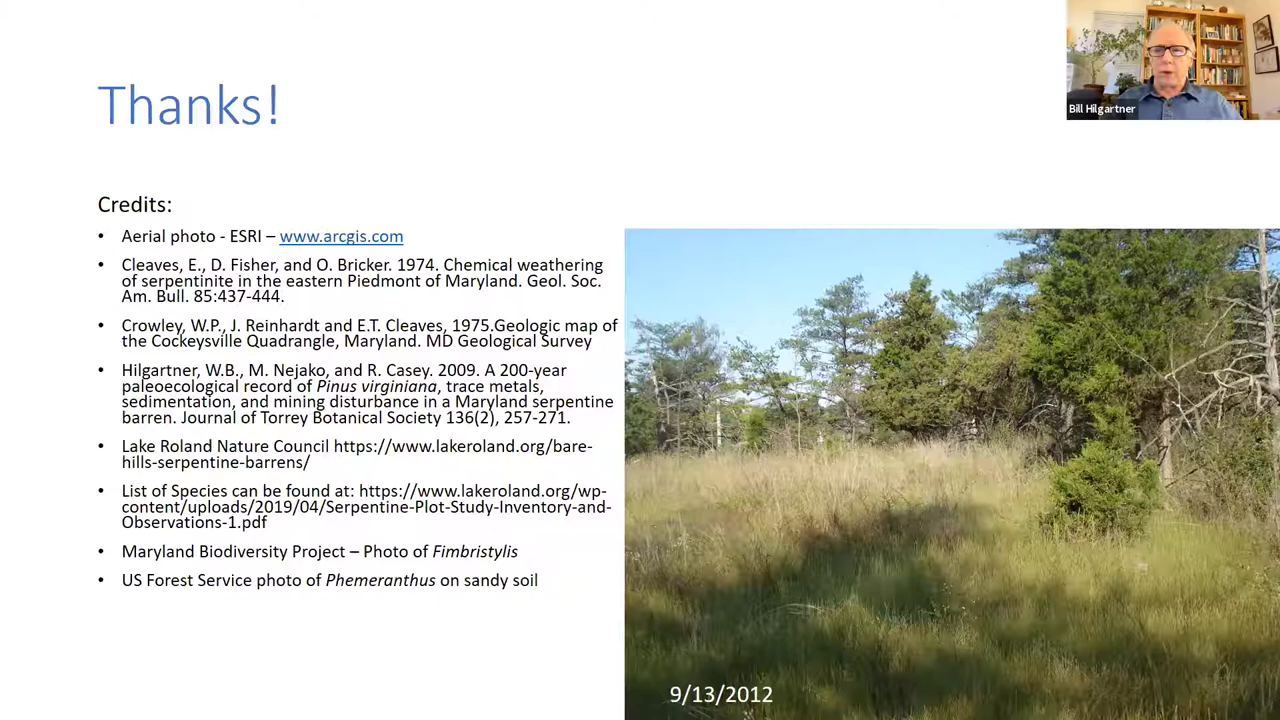 Thanks!
Bill Hilgartner
Credits:
• Aerial photo - ESRI – www.arcgis.com
• Cleaves, E., D. Fisher, and O. Bricker. 1974. Chemical weathering
of serpentinite in the eastern Piedmont of Maryland. Geol. Soc.
Am. Bull. 85:437-444.
• Crowley, W.P., J. Reinhardt and E.T. Cleaves, 1975.Geologic map of
the Cockeysville Quadrangle, Maryland. MD Geological Survey
• Hilgartner, W.B., M. Nejako, and R. Casey. 2009. A 200-year
paleoecological record of Pinus virginiana, trace metals,
sedimentation, and mining disturbance in a Maryland serpentine
barren. Journal of Torrey Botanical Society 136(2), 257-271.
• Lake Roland Nature Council https://www.lakeroland.org/bare-
hills-serpentine-barrens/
• List of Species can be found at: https://www.lakeroland.org/wp-
content/uploads/2019/04/Serpentine-Plot-Study-Inventory-and-
Observations-1.pdf
• Maryland Biodiversity Project – Photo of Fimbristylis
• US Forest Service photo of Phemeranthus on sandy soil
9/13/2012